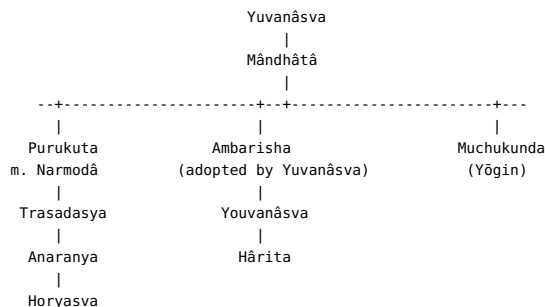 Yuvanâsva
|
Mândhâtâ
|
--+----------------------+--+------------------------+---
| | |
Purukuta Ambarisha Muchukunda
m. Narmodâ (adopted by Yuvanâsva) (Yōgin)
| |
Trasadasya Youvanâsva
| |
Anaranya Hârita
|
Horyasva